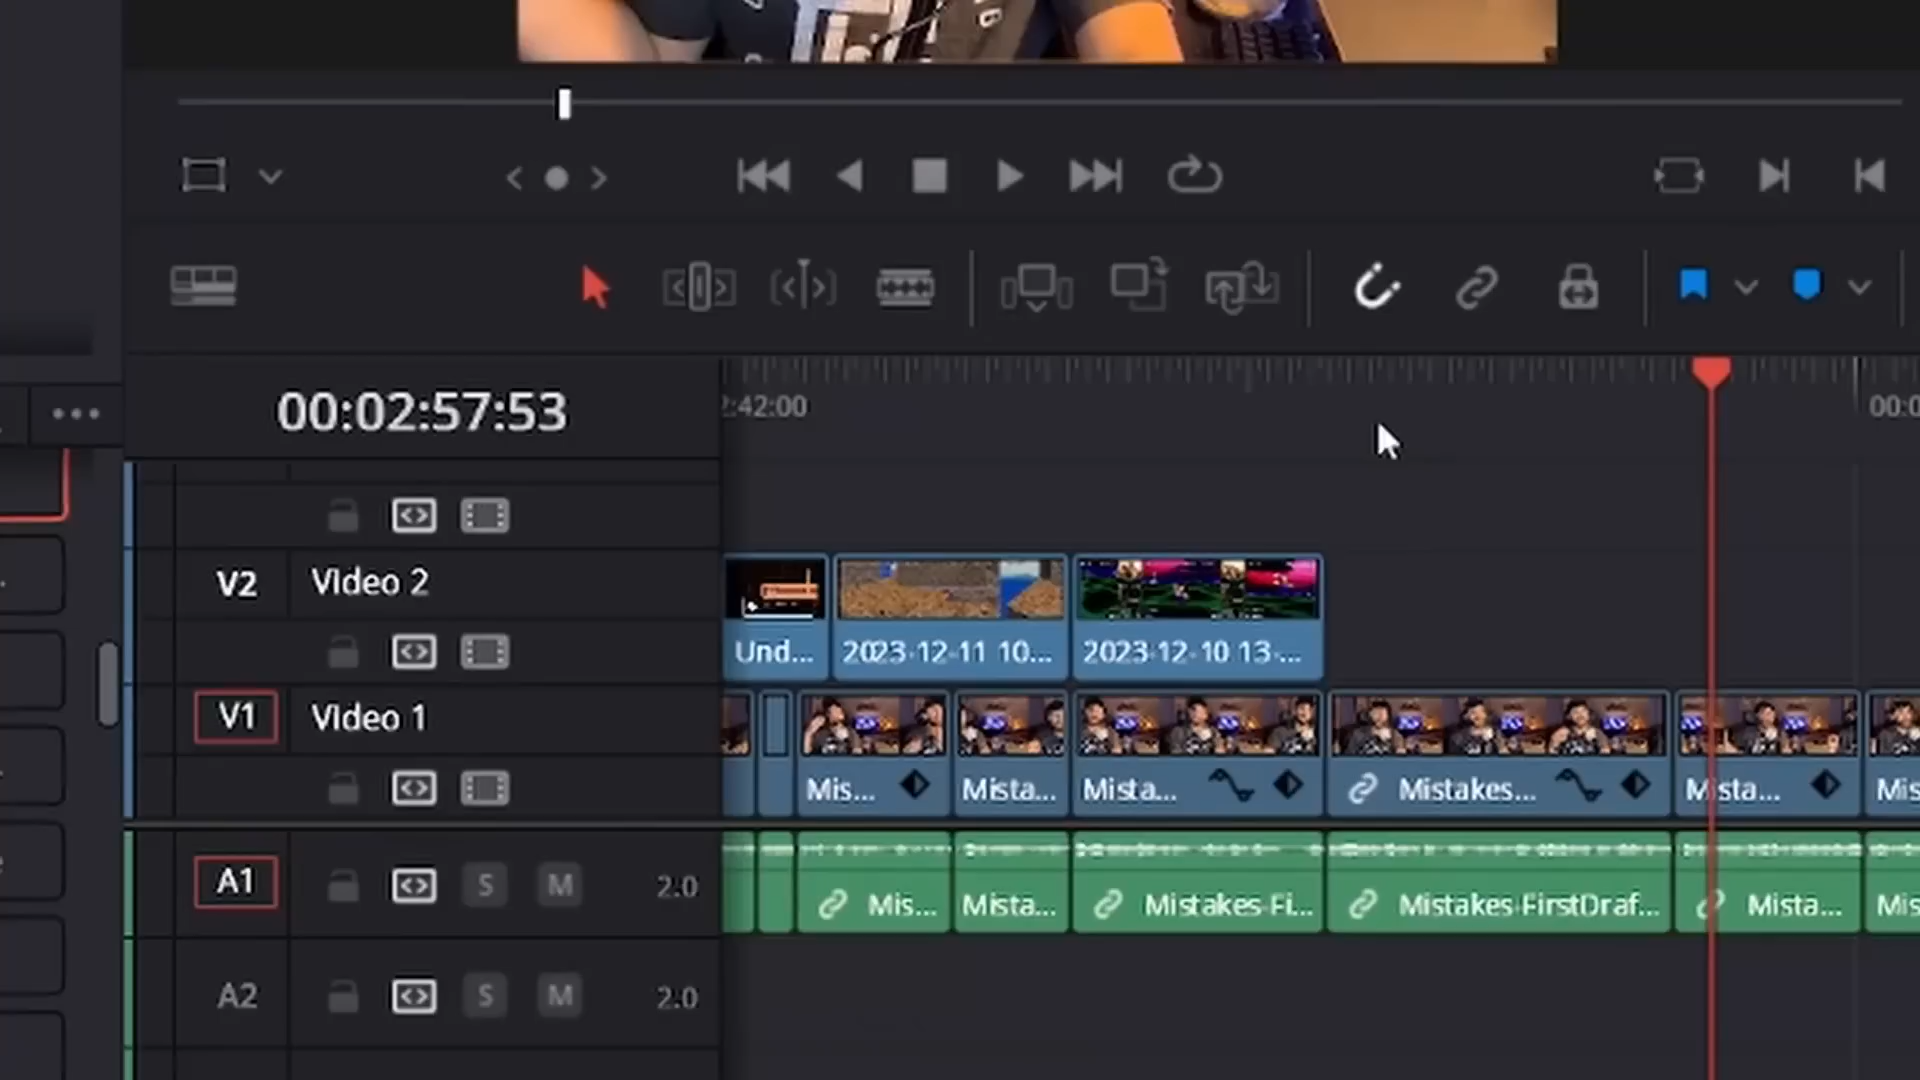 00:02:57:53
2:42:00
00:0
V2 Video 2
Und... 2023-12-11 10... 2023-12-10 13-...
V1 Video 1
Mis... Mista... Mista... Mistakes... Mista... Mis
A1 S M 2.0
Mis... Mista... Mistakes-Fi... Mistakes-FirstDraf... Mista... Mis
A2 S M 2.0